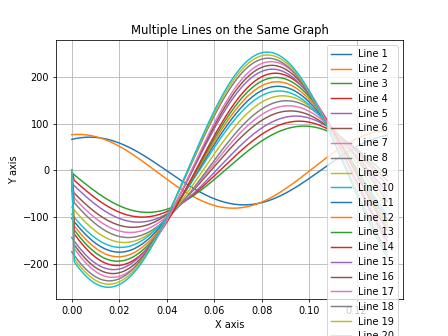 Multiple Lines on the Same Graph
Line 1
Line 2
Line 3
Line 4
Line 5
Line 6
Line 7
Line 8
Line 9
Line 10
Line 11
Line 12
Line 13
Line 14
Line 15
Line 16
Line 17
Line 18
Line 19
Line 20
200
100
0
−100
−200
Y axis
0.00 0.02 0.04 0.06 0.08 0.10
X axis